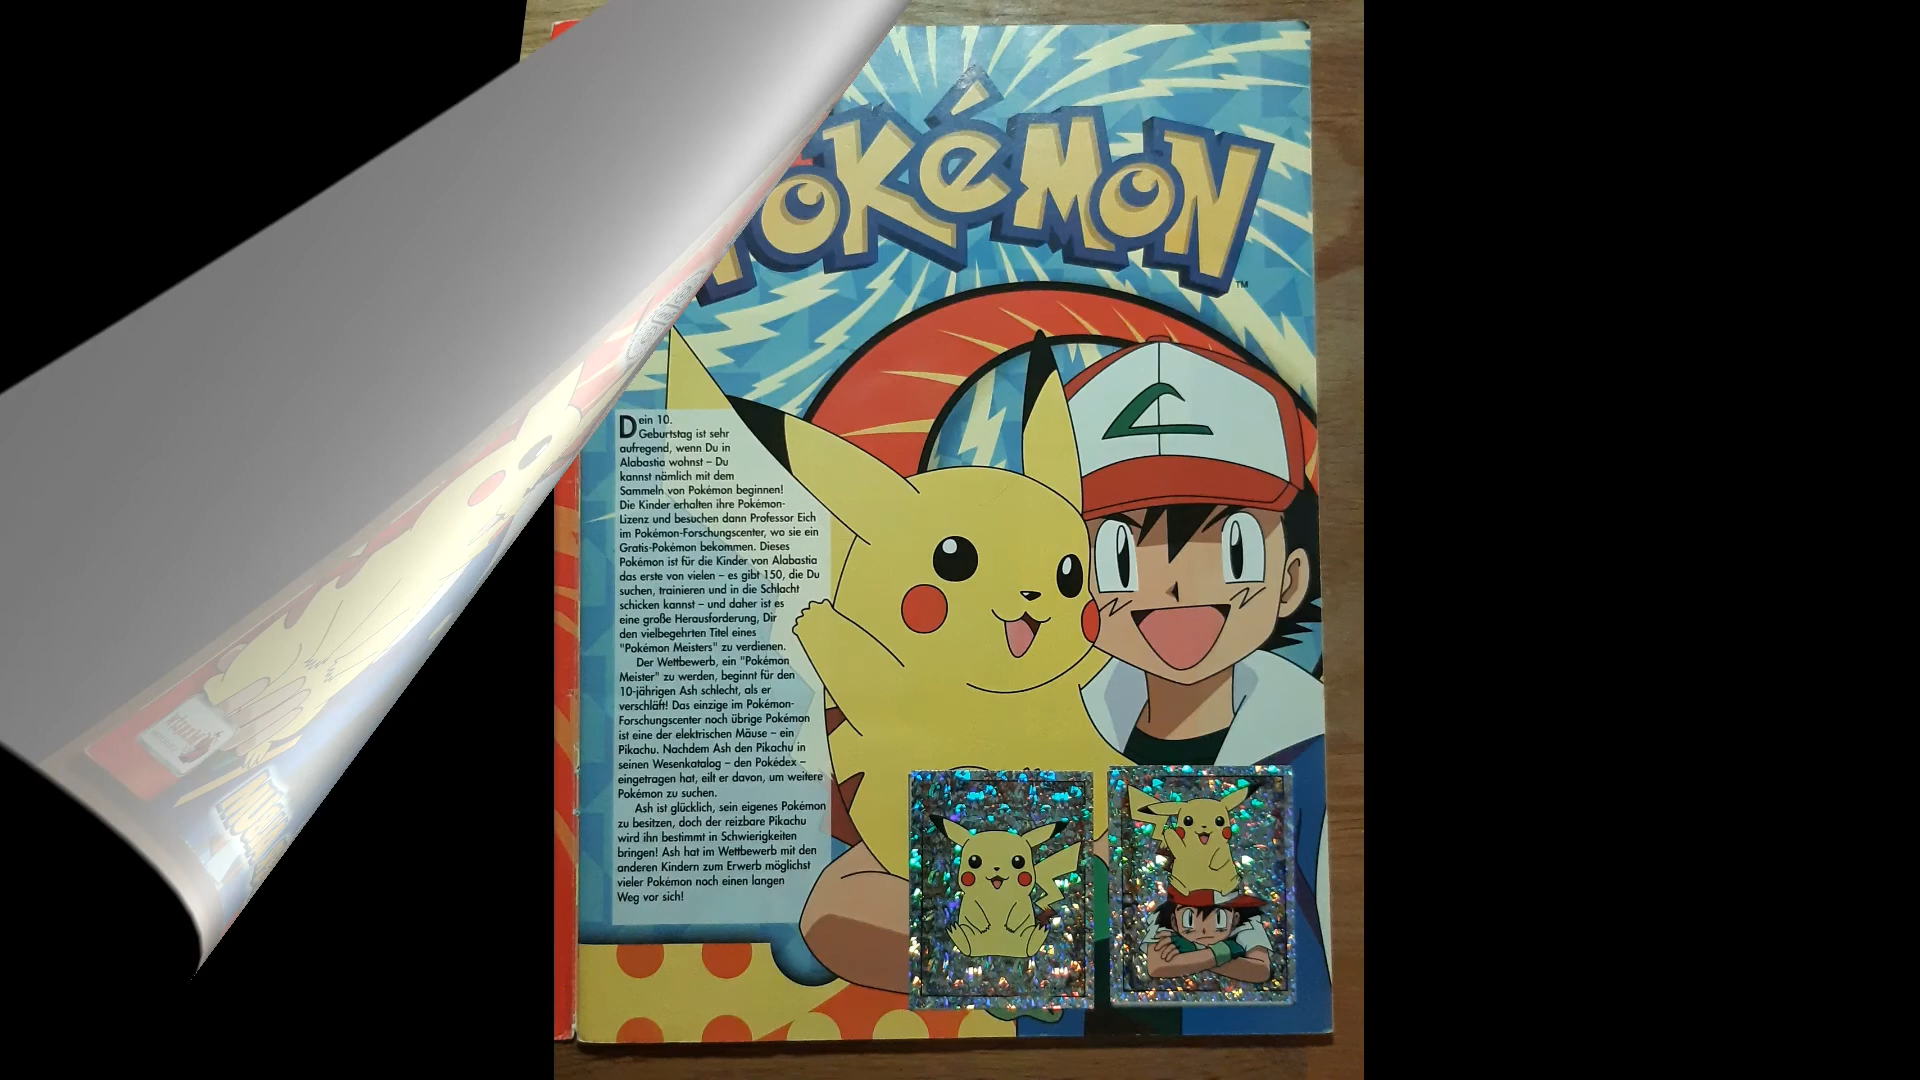 POKéMON
TM
Dein 10.
Geburtstag ist sehr
aufregend, wenn Du in
Alabastia wohnst – Du
kannst nämlich mit dem
Sammeln von Pokémon beginnen!
Die Kinder erhalten ihre Pokémon-
Lizenz und besuchen dann Professor Eich
im Pokémon-Forschungscenter, wo sie ein
Gratis-Pokémon bekommen. Dieses
Pokémon ist für die Kinder von Alabastia
das erste von vielen – es gibt 150, die Du
suchen, trainieren und in die Schlacht
schicken kannst – und daher ist es
eine große Herausforderung, Dir
den vielbegehrten Titel eines
"Pokémon Meisters" zu verdienen.
Der Wettbewerb, ein "Pokémon
Meister" zu werden, beginnt für den
10-jährigen Ash schlecht, als er
verschläft! Das einzige im Pokémon-
Forschungscenter noch übrige Pokémon
ist eine der elektrischen Mäuse – ein
Pikachu. Nachdem Ash den Pikachu in
seinen Wesenkatalog – den Pokédex –
eingetragen hat, eilt er davon, um weitere
Pokémon zu suchen.
Ash ist glücklich, sein eigenes Pokémon
zu besitzen, doch der reizbare Pikachu
wird ihn bestimmt in Schwierigkeiten
bringen! Ash hat im Wettbewerb mit den
anderen Kindern zum Erwerb möglichst
vieler Pokémon noch einen langen
Weg vor sich!